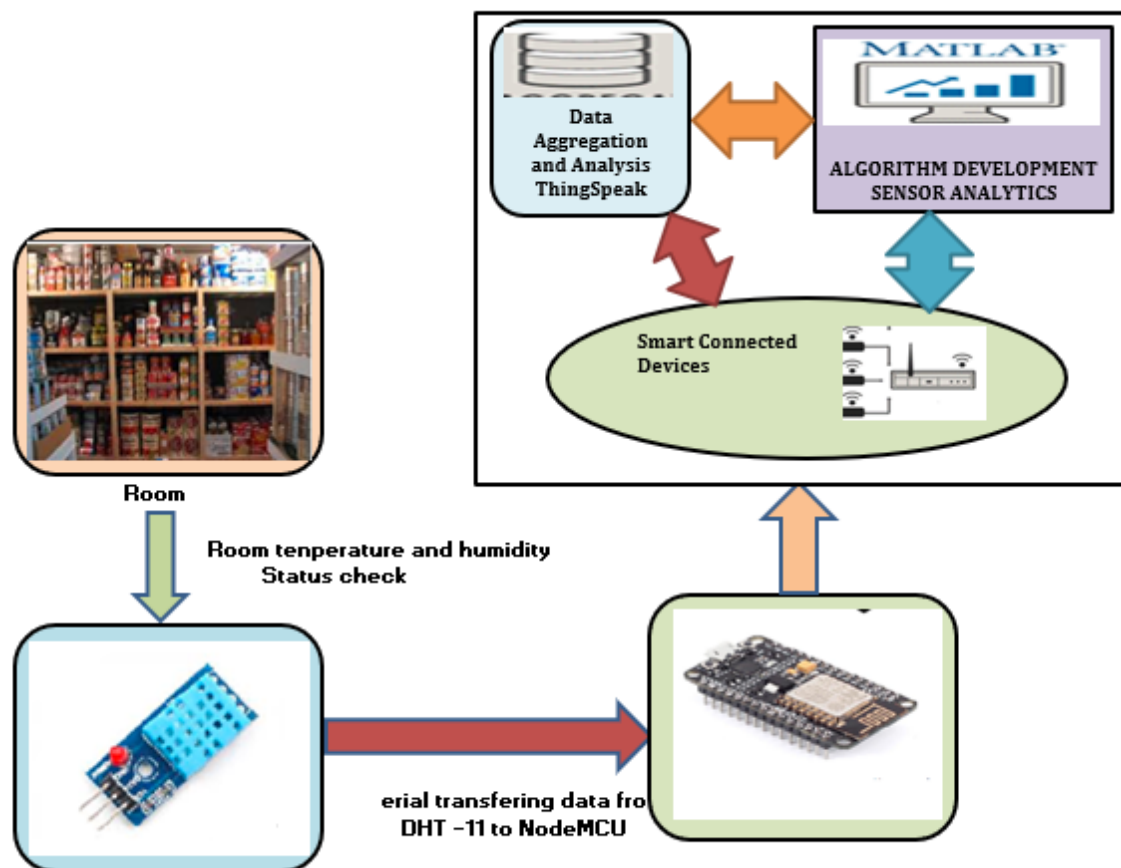 MATLAB®
Data
Aggregation
and Analysis
ThingSpeak
ALGORITHM DEVELOPMENT
SENSOR ANALYTICS
Smart Connected
Devices
Room
Room tenperature and humidity
Status check
erial transfering data fro
DHT -11 to NodeMCU